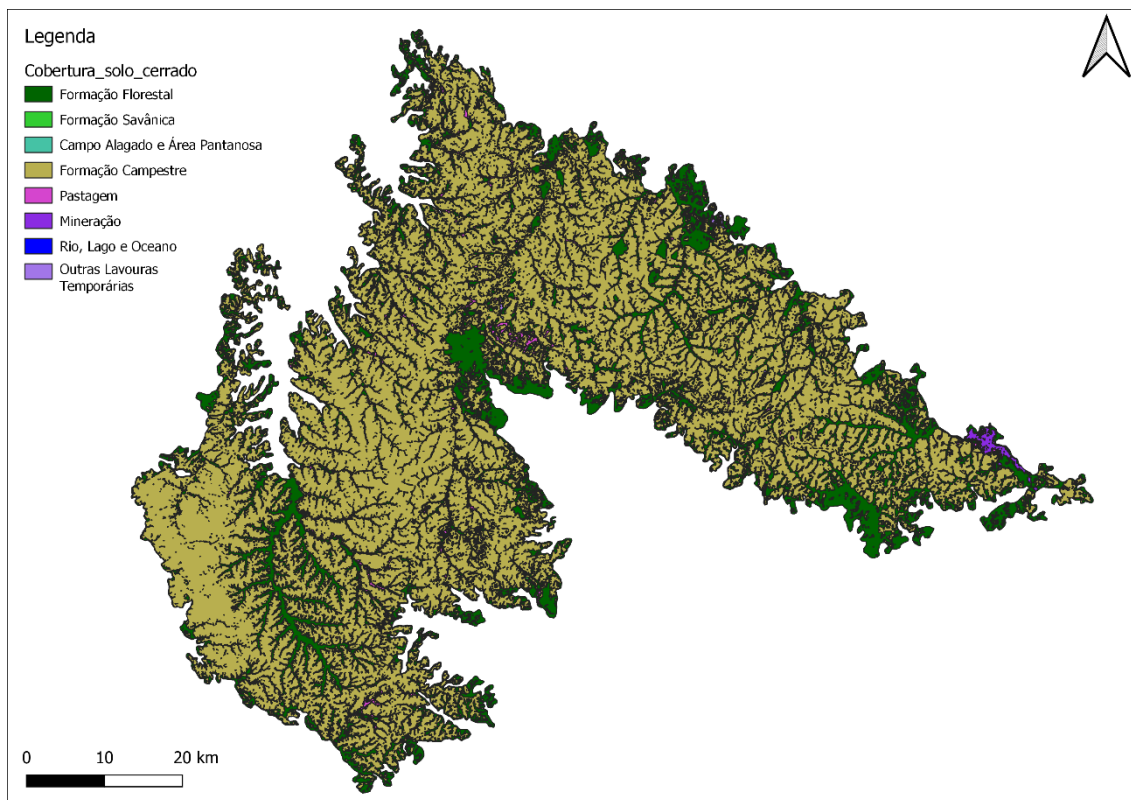 Legenda
Cobertura_solo_cerrado
Formação Florestal
Formação Savânica
Campo Alagado e Área Pantanosa
Formação Campestre
Pastagem
Mineração
Rio, Lago e Oceano
Outras Lavouras
Temporárias
0 10 20 km